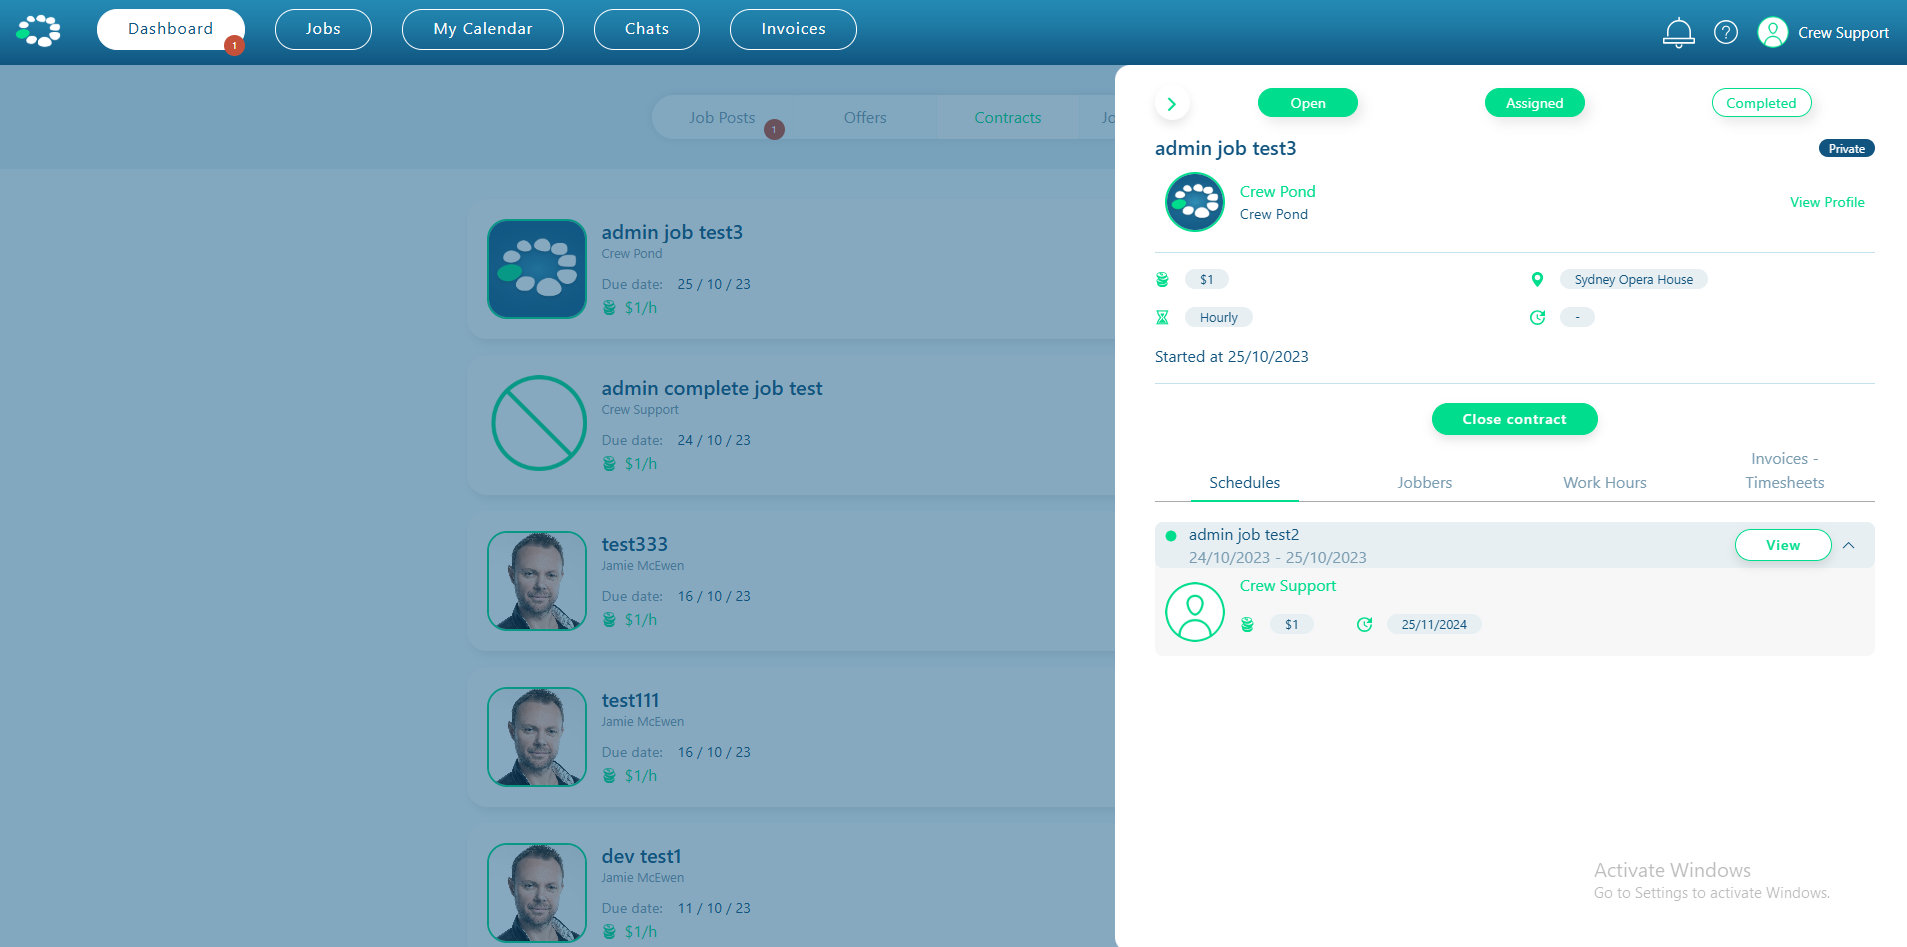 Dashboard
1
Jobs
My Calendar
Chats
Invoices
?
Crew Support
Job Posts
1
Offers
Contracts
Jo
admin job test3
Crew Pond
Due date: 25 / 10 / 23
$1/h
admin complete job test
Crew Support
Due date: 24 / 10 / 23
$1/h
test333
Jamie McEwen
Due date: 16 / 10 / 23
$1/h
test111
Jamie McEwen
Due date: 16 / 10 / 23
$1/h
dev test1
Jamie McEwen
Due date: 11 / 10 / 23
$1/h
Open
Assigned
Completed
admin job test3
Private
Crew Pond
Crew Pond
View Profile
$1
Sydney Opera House
Hourly
-
Started at 25/10/2023
Close contract
Schedules
Jobbers
Work Hours
Invoices -
Timesheets
admin job test2
24/10/2023 - 25/10/2023
View
Crew Support
$1
25/11/2024
Activate Windows
Go to Settings to activate Windows.